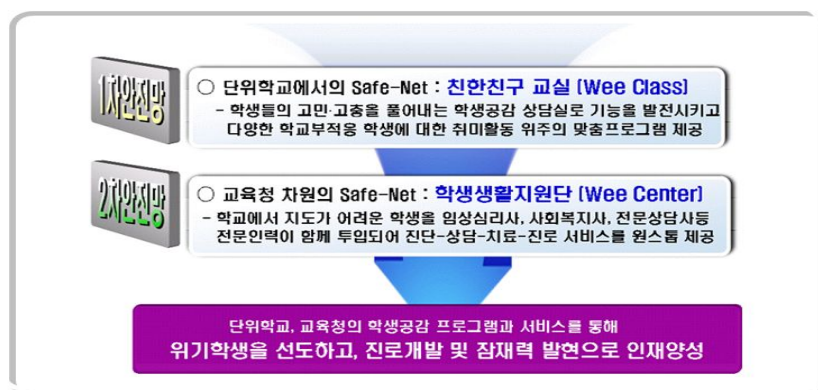 1차안전망
○ 단위학교에서의 Safe-Net : 친한친구 교실 (Wee Class)
- 학생들의 고민·고충을 풀어내는 학생공감 상담실로 기능을 발전시키고
다양한 학교부적응 학생에 대한 취미활동 위주의 맞춤프로그램 제공
2차안전망
○ 교육청 차원의 Safe-Net : 학생생활지원단 (Wee Center)
- 학교에서 지도가 어려운 학생을 임상심리사, 사회복지사, 전문상담사등
전문인력이 함께 투입되어 진단-상담-치료-진로 서비스를 원스톱 제공
단위학교, 교육청의 학생공감 프로그램과 서비스를 통해
위기학생을 선도하고, 진로개발 및 잠재력 발현으로 인재양성